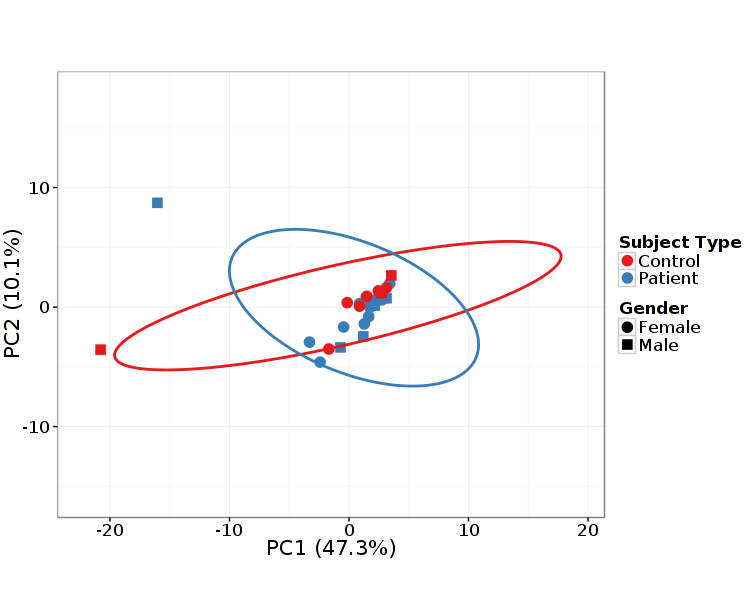 PC2 (10.1%)
10
0
-10
-20
-10
0
10
20
PC1 (47.3%)
Subject Type
Control
Patient
Gender
Female
Male